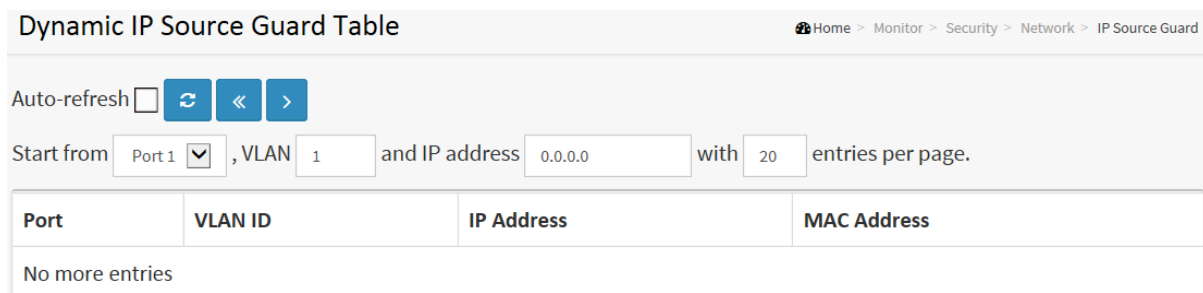 Dynamic IP Source Guard Table
Home > Monitor > Security > Network > IP Source Guard
Auto-refresh
Start from Port 1 , VLAN 1 and IP address 0.0.0.0 with 20 entries per page.
Port VLAN ID IP Address MAC Address
No more entries